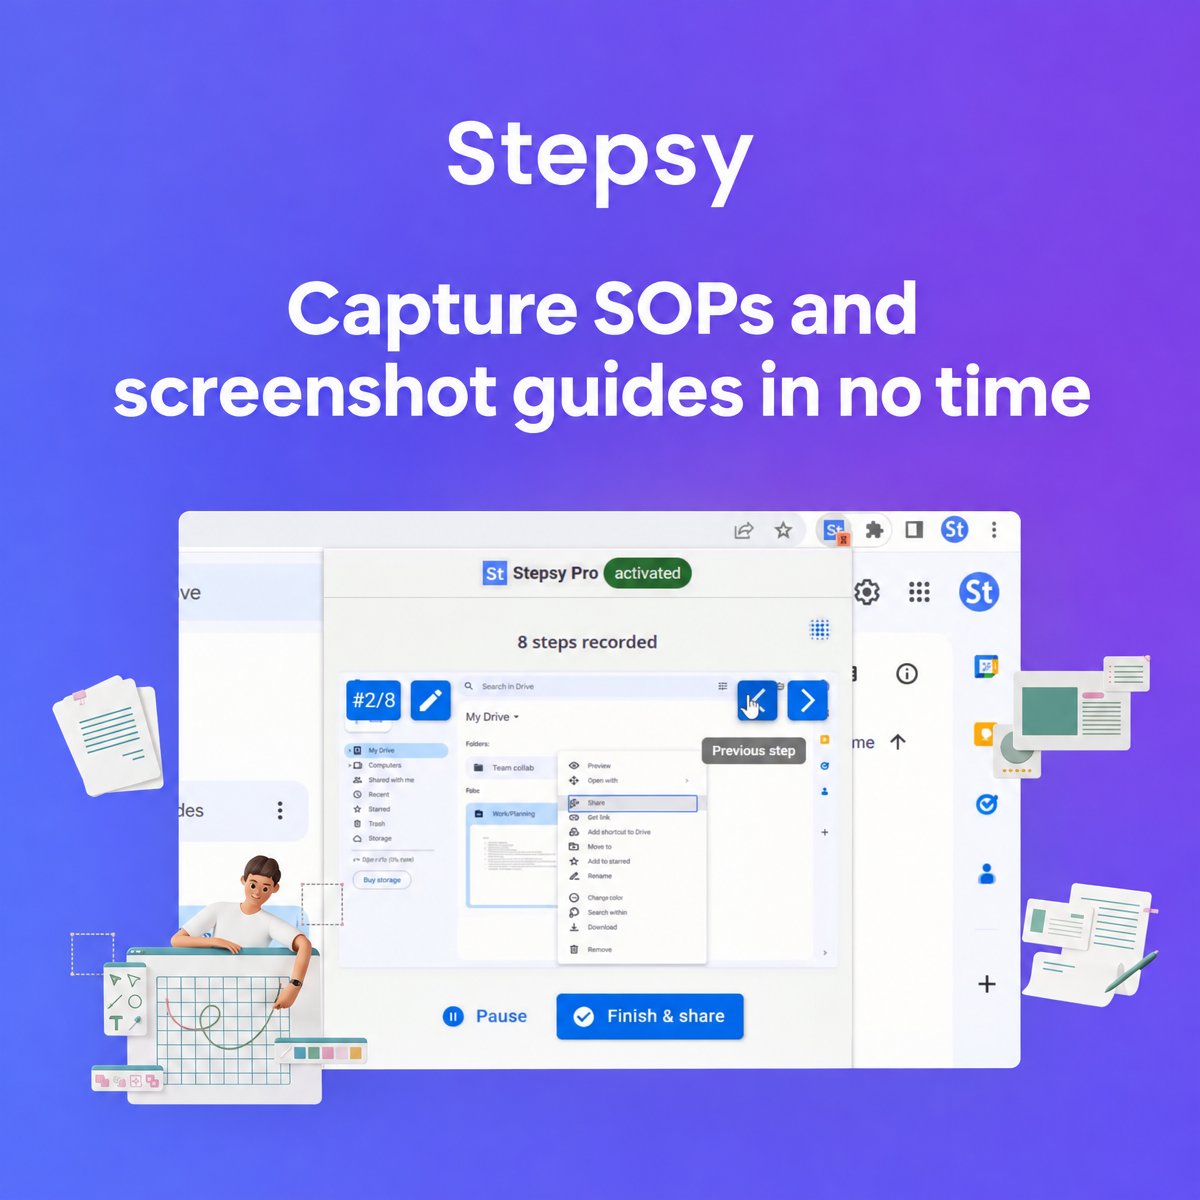 Stepsy
Capture SOPs and
screenshot guides in no time
St
St
St Stepsy Pro activated
ve
St
8 steps recorded
#2/8
Search in Drive
My Drive
Previous step
me
My Drive
Folders:
Computers
Team collab
Preview
Shared with me
Open with
Recent
Share
Starred
Work/Planning
Get link
Trash
Add shortcut to Drive
Storage
Move to
Add to starred
Buy storage
Rename
des
Change color
Search within
Download
Remove
Pause
Finish & share
T